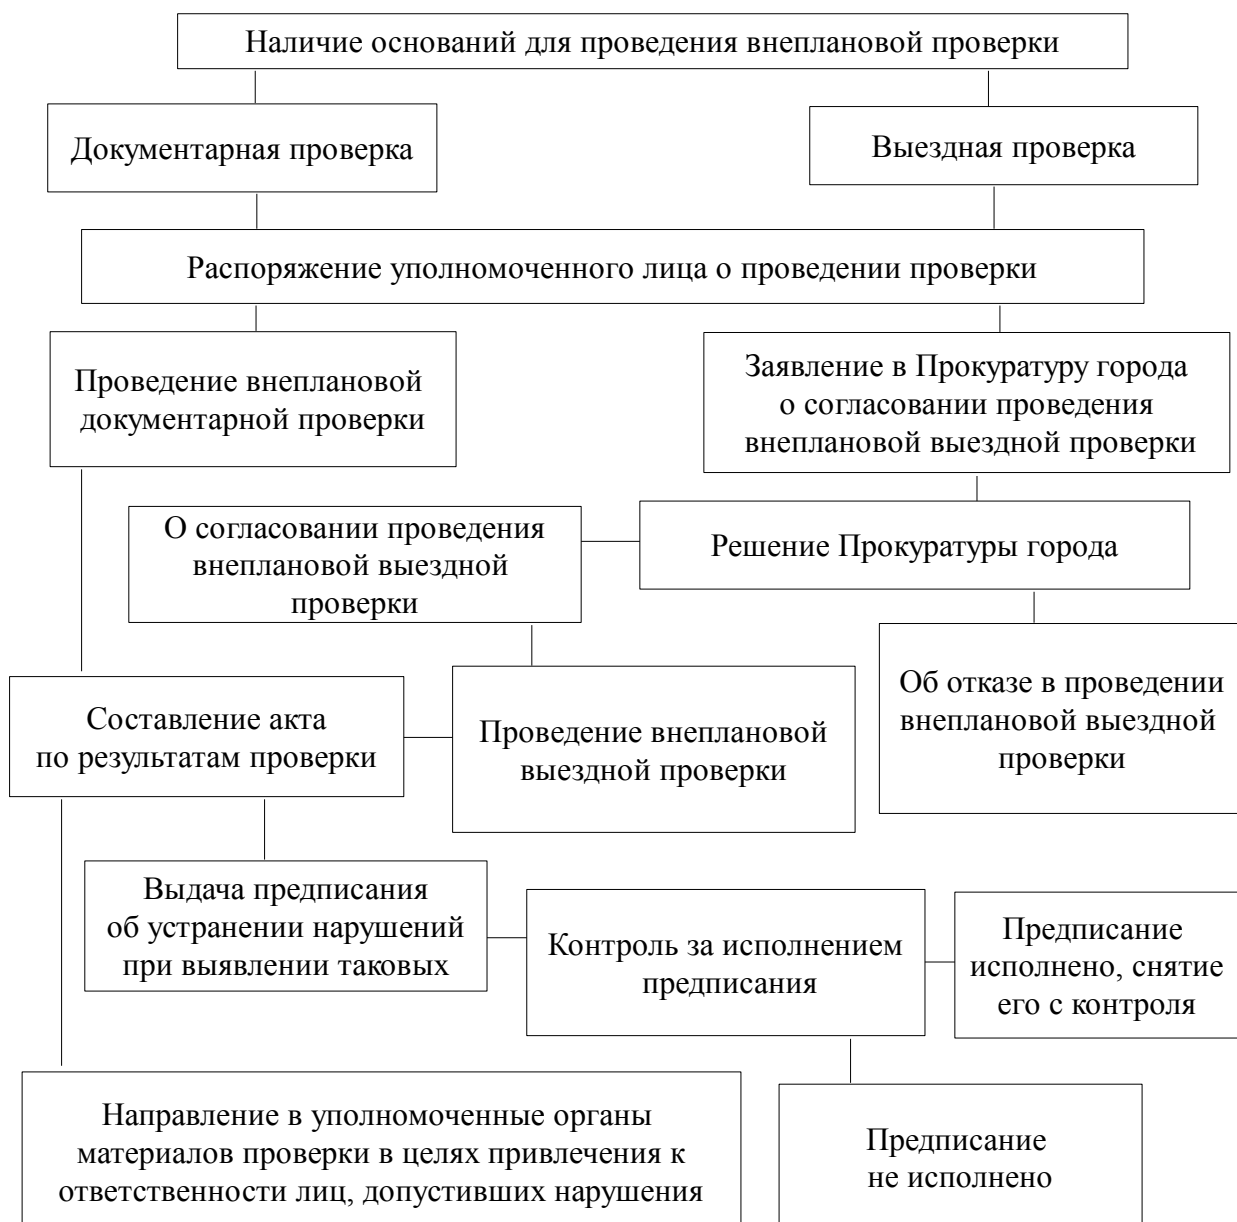 Наличие оснований для проведения внеплановой проверки
Документарная проверка
Выездная проверка
Распоряжение уполномоченного лица о проведении проверки
Проведение внеплановой
документарной проверки
Заявление в Прокуратуру города
о согласовании проведения
внеплановой выездной проверки
О согласовании проведения
внеплановой выездной
проверки
Решение Прокуратуры города
Об отказе в проведении
внеплановой выездной
проверки
Составление акта
по результатам проверки
Проведение внеплановой
выездной проверки
Выдача предписания
об устранении нарушений
при выявлении таковых
Контроль за исполнением
предписания
Предписание
исполнено, снятие
его с контроля
Направление в уполномоченные органы
материалов проверки в целях привлечения к
ответственности лиц, допустивших нарушения
Предписание
не исполнено